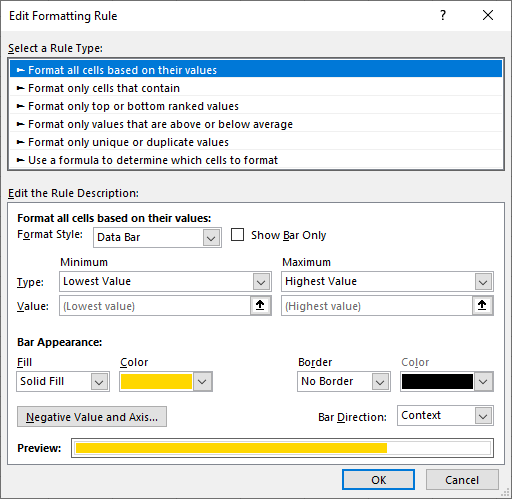 Edit Formatting Rule ? ×
Select a Rule Type:
► Format all cells based on their values
► Format only cells that contain
► Format only top or bottom ranked values
► Format only values that are above or below average
► Format only unique or duplicate values
► Use a formula to determine which cells to format
Edit the Rule Description:
Format all cells based on their values:
Format Style: Data Bar Show Bar Only
Minimum Maximum
Type: Lowest Value Highest Value
Value: (Lowest value) (Highest value)
Bar Appearance:
Fill Color Border Color
Solid Fill No Border
Negative Value and Axis... Bar Direction: Context
Preview:
OK Cancel